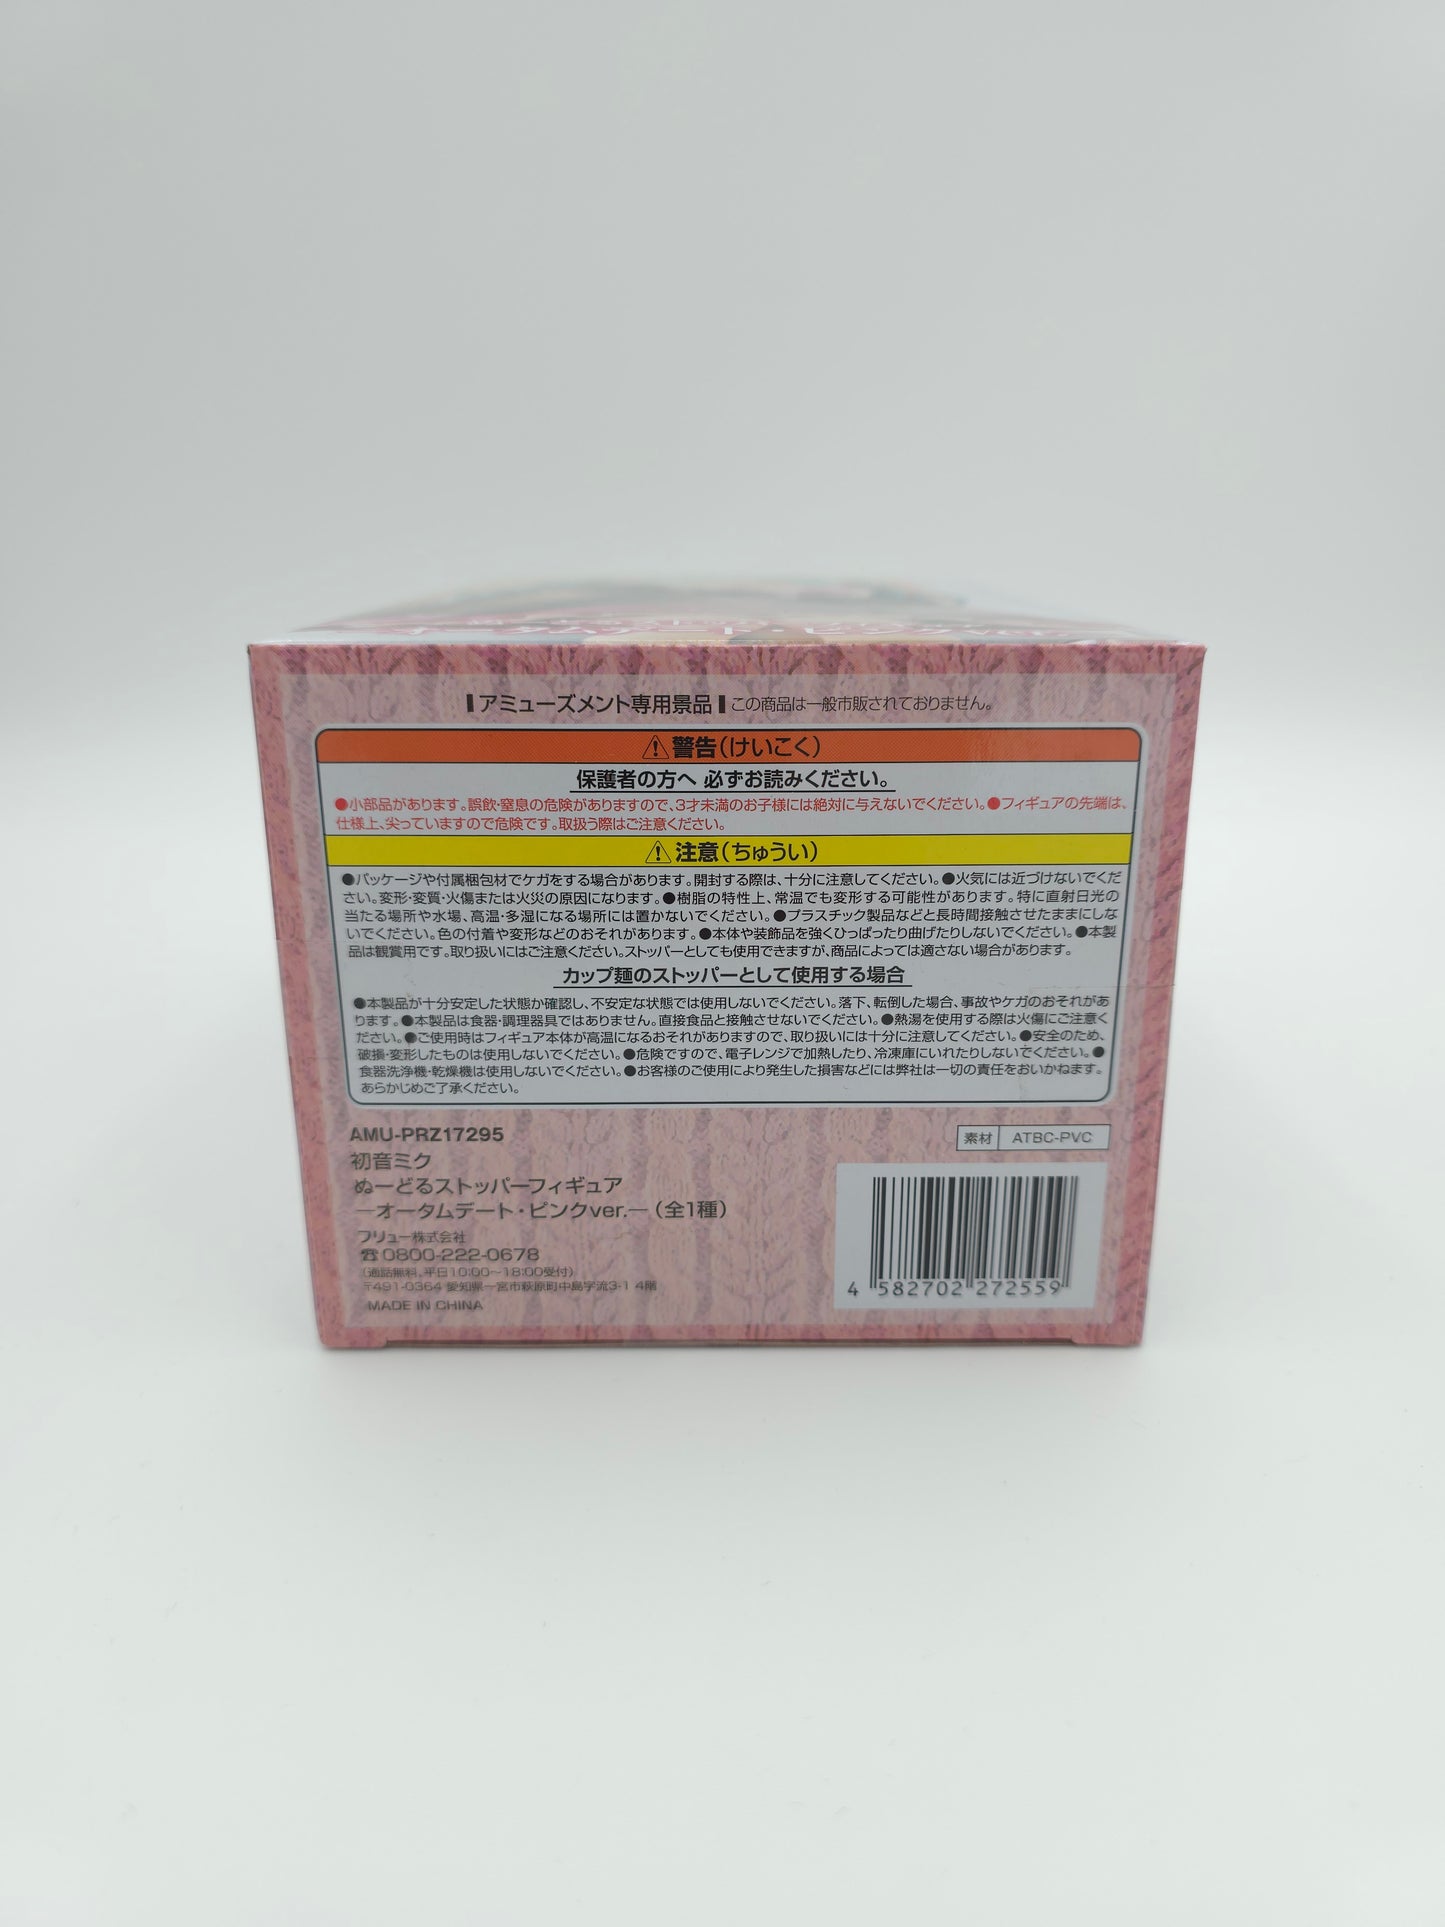 オータムデート・ピンクver.
▌アミューズメント専用景品▐ この商品は一般市販されておりません。
⚠警告(けいこく)
保護者の方へ 必ずお読みください。
●小部品があります。誤飲・窒息の危険がありますので、3才未満のお子様には絶対に与えないでください。●フィギュアの先端は、
仕様上、尖っていますので危険です。取扱う際はご注意ください。
⚠注意(ちゅうい)
●パッケージや付属梱包材でケガをする場合があります。開封する際は、十分に注意してください。●火気には近づけないでくだ
さい。変形・変質・火傷または火災の原因になります。●樹脂の特性上、常温でも変形する可能性があります。特に直射日光の
当たる場所や水場、高温・多湿になる場所には置かないでください。●プラスチック製品などと長時間接触させたままにしな
いでください。色の付着や変形などのおそれがあります。●本体や装飾品を強くひっぱったり曲げたりしないでください。●本製
品は観賞用です。取り扱いにはご注意ください。ストッパーとしても使用できますが、商品によっては適さない場合があります。
カップ麺のストッパーとして使用する場合
●本製品が十分安定した状態か確認し、不安定な状態では使用しないでください。落下、転倒した場合、事故やケガのおそれがあ
ります。●本製品は食器・調理器具ではありません。直接食品と接触させないでください。●熱湯を使用する際は火傷にご注意く
ださい。●ご使用時はフィギュア本体が高温になるおそれがありますので、取り扱いには十分に注意してください。●安全のため、
破損・変形したものは使用しないでください。●危険ですので、電子レンジで加熱したり、冷凍庫にいれたりしないでください。●
食器洗浄機・乾燥機は使用しないでください。●お客様のご使用により発生した損害などには弊社は一切の責任をおいかねます。
あらかじめご了承ください。
AMU-PRZ17295
素材 ATBC-PVC
初音ミク
ぬーどるストッパーフィギュア
―オータムデート・ピンクver.―(全1種)
フリュー株式会社
☎0800-222-0678
(通話無料、平日10:00～18:00受付)
〒491-0364 愛知県一宮市萩原町中島字流3-1 4階
MADE IN CHINA
4 582702 272559